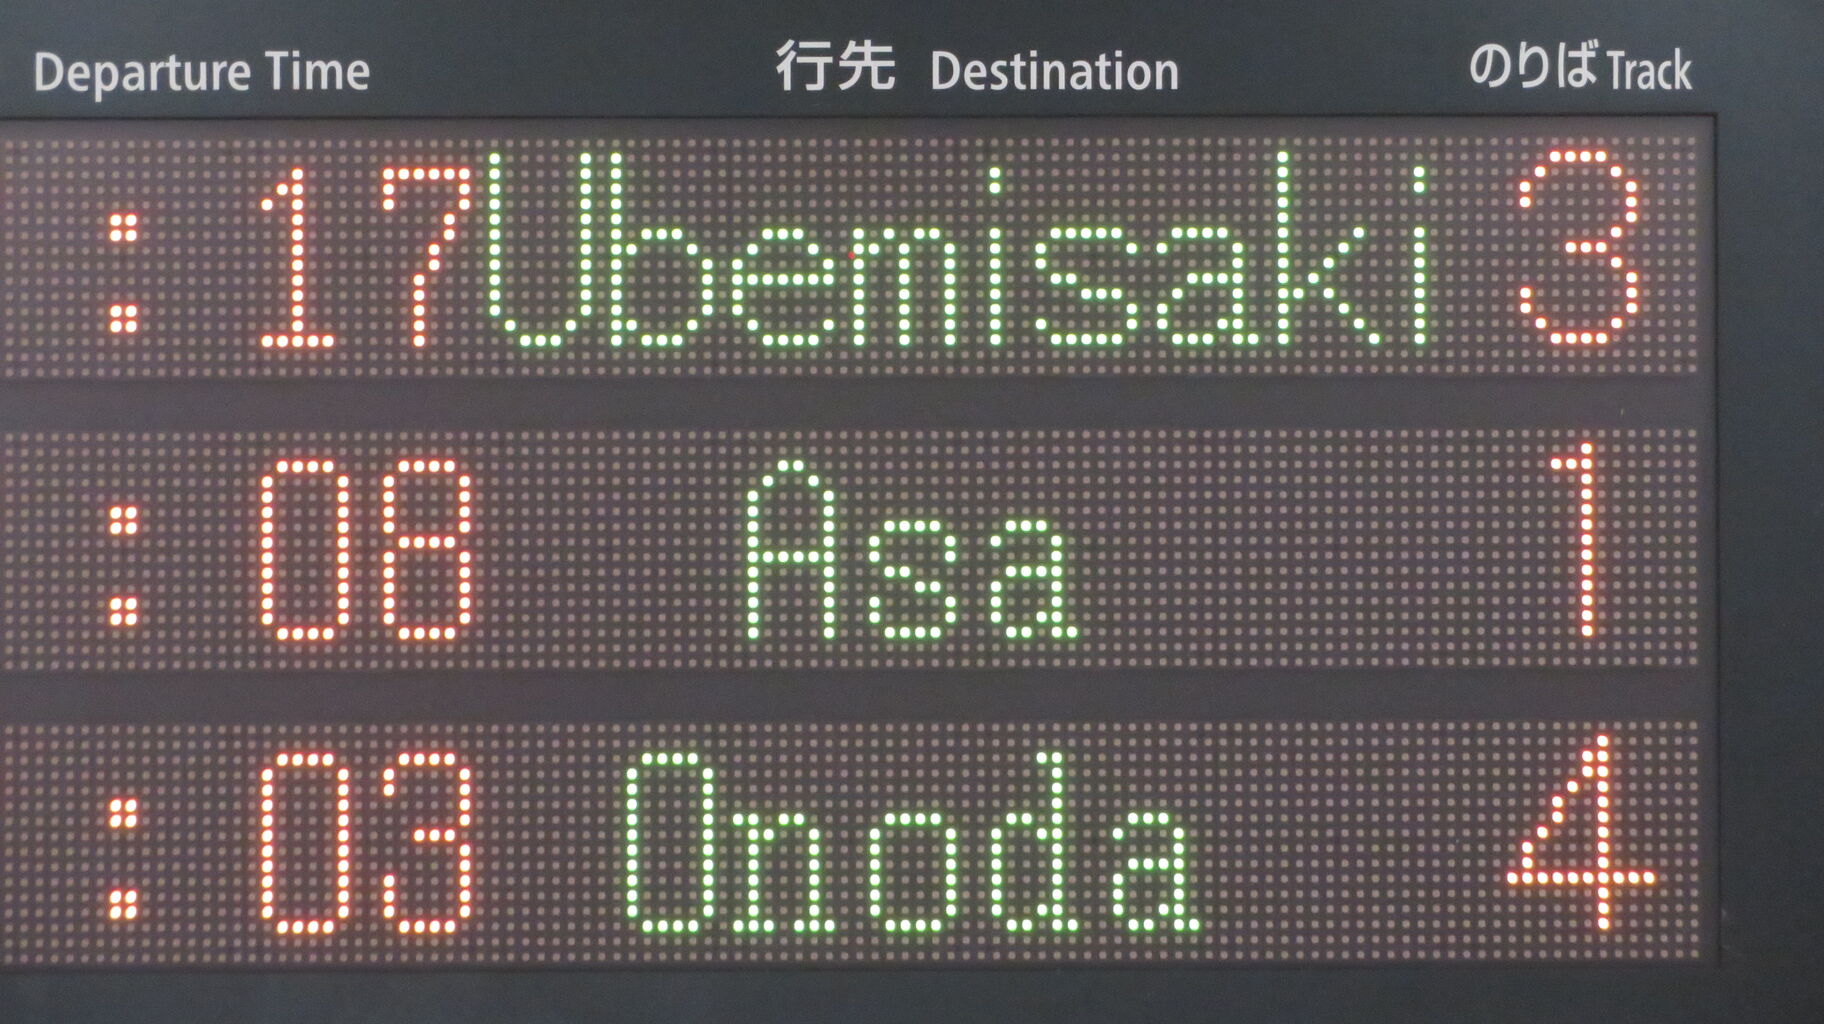 Departure Time 行先 Destination のりば Track
:17 Ubemisaki 3
:08 Asa 1
:03 Onoda 4